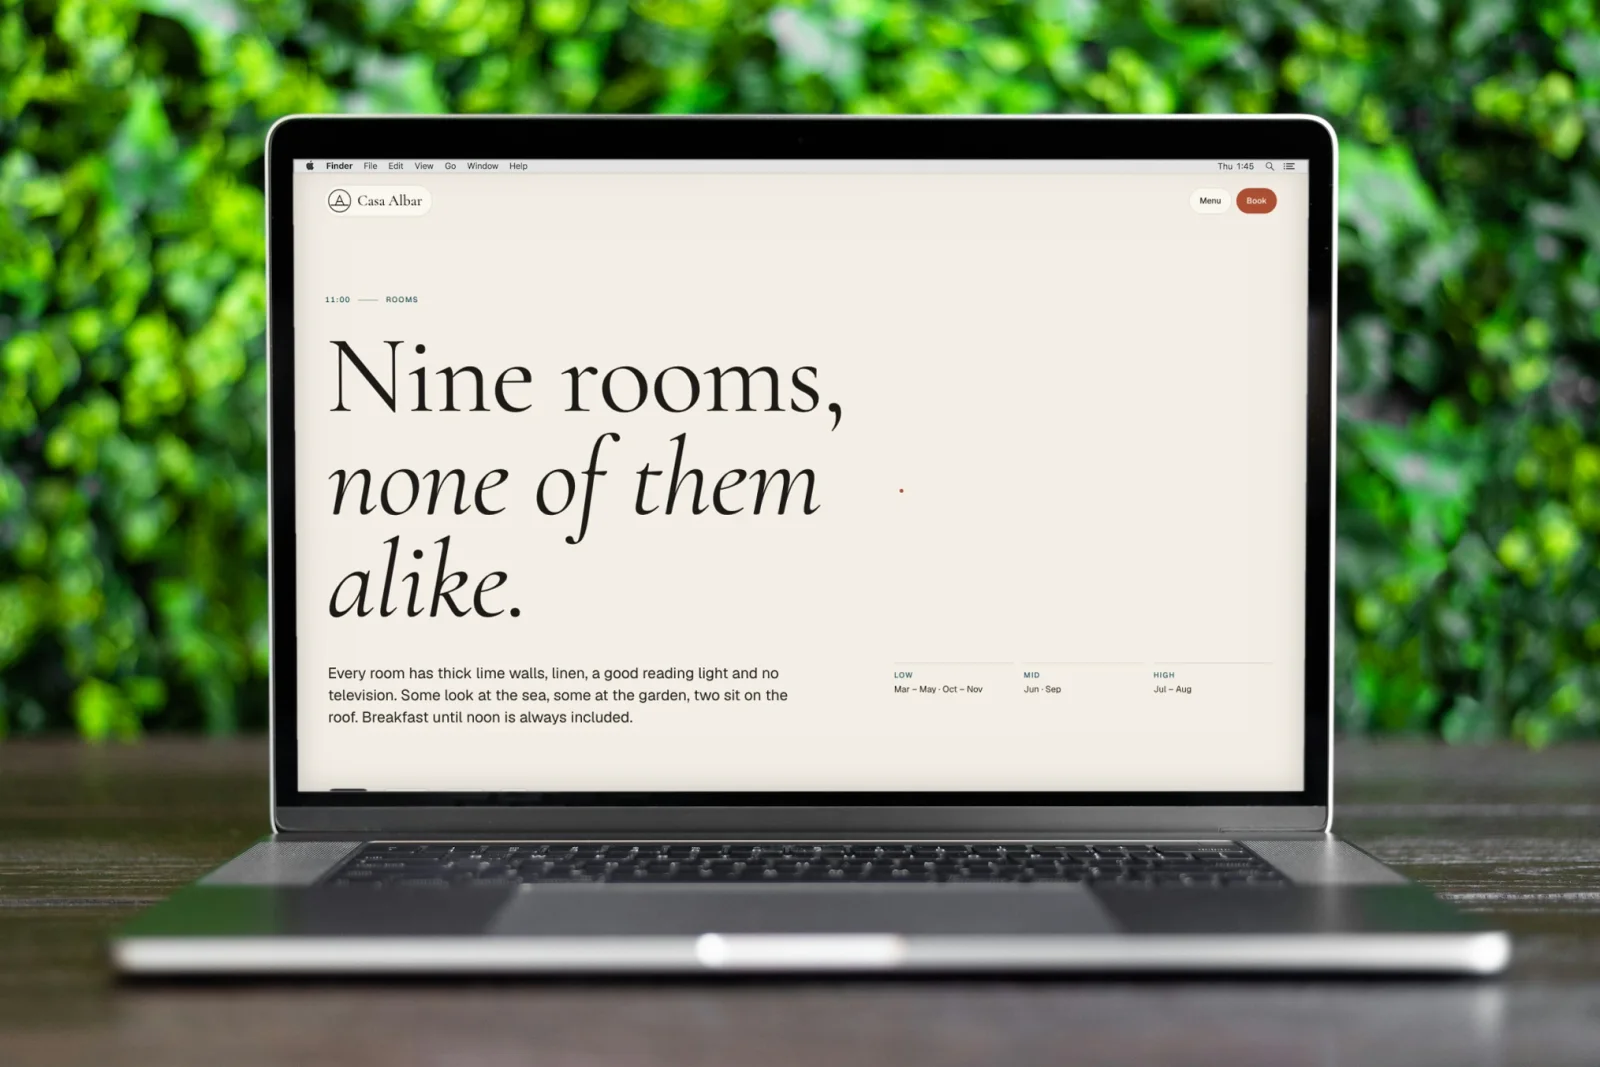 Finder File Edit View Go Window Help Thu 1:45
Casa Albar Menu Book
11:00 ROOMS
Nine rooms,
none of them
alike.
Every room has thick lime walls, linen, a good reading light and no
television. Some look at the sea, some at the garden, two sit on the
roof. Breakfast until noon is always included.
LOW MID HIGH
Mar – May · Oct – Nov Jun · Sep Jul – Aug